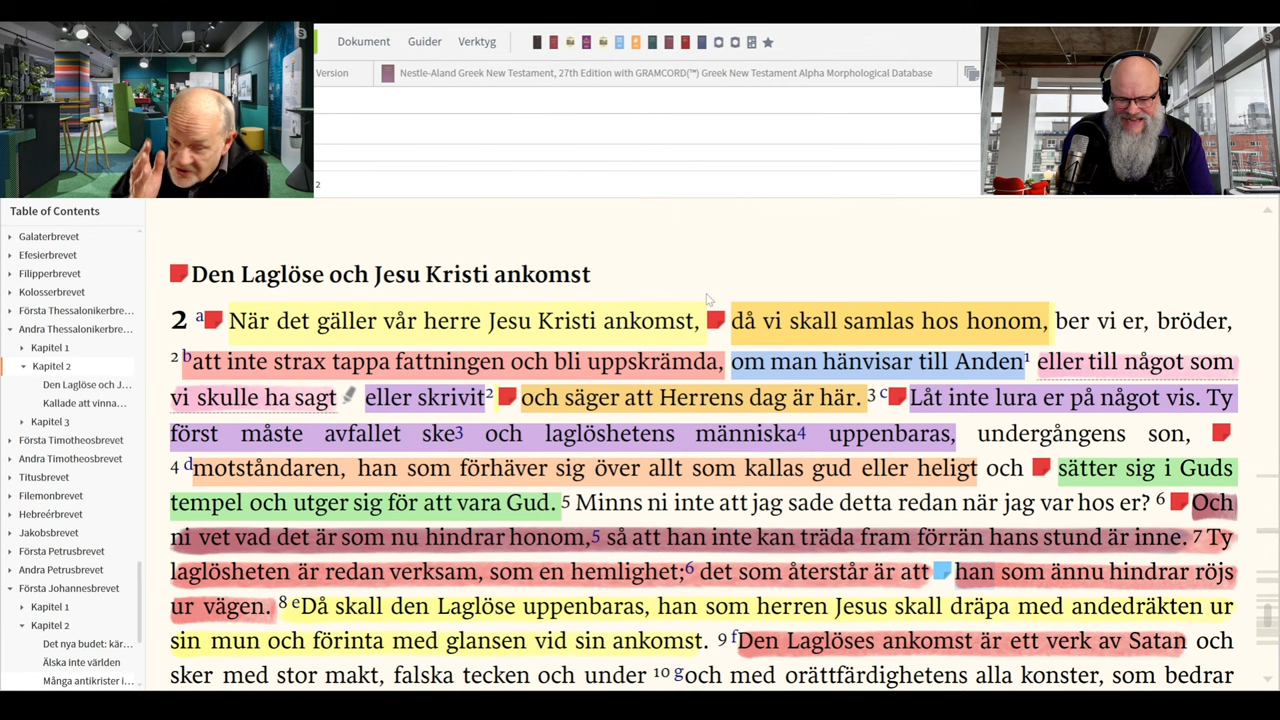 Dokument Guider Verktyg
Version Nestle-Aland Greek New Testament, 27th Edition with GRAMCORD(™) Greek New Testament Alpha Morphological Database
2
Table of Contents
Galaterbrevet
Efesierbrevet
Filipperbrevet
Kolosserbrevet
Första Thessalonikerbre...
Andra Thessalonikerbre...
Kapitel 1
Kapitel 2
Den Laglöse och J...
Kallade att vinna...
Kapitel 3
Första Timotheosbrevet
Andra Timotheosbrevet
Titusbrevet
Filemonbrevet
Hebreérbrevet
Jakobsbrevet
Första Petrusbrevet
Andra Petrusbrevet
Första Johannesbrevet
Kapitel 1
Kapitel 2
Det nya budet: kär...
Älska inte världen
Många antikrister i...
Den Laglöse och Jesu Kristi ankomst
2 a När det gäller vår herre Jesu Kristi ankomst, då vi skall samlas hos honom, ber vi er, bröder,
2 b att inte strax tappa fattningen och bli uppskrämda, om man hänvisar till Anden1 eller till något som
vi skulle ha sagt eller skrivit2 och säger att Herrens dag är här. 3 c Låt inte lura er på något vis. Ty
först måste avfallet ske3 och laglöshetens människa4 uppenbaras, undergångens son,
4 d motståndaren, han som förhäver sig över allt som kallas gud eller heligt och sätter sig i Guds
tempel och utger sig för att vara Gud. 5 Minns ni inte att jag sade detta redan när jag var hos er? 6 Och
ni vet vad det är som nu hindrar honom,5 så att han inte kan träda fram förrän hans stund är inne. 7 Ty
laglösheten är redan verksam, som en hemlighet;6 det som återstår är att han som ännu hindrar röjs
ur vägen. 8 e Då skall den Laglöse uppenbaras, han som herren Jesus skall dräpa med andedräkten ur
sin mun och förinta med glansen vid sin ankomst. 9 f Den Laglöses ankomst är ett verk av Satan och
sker med stor makt, falska tecken och under 10 g och med orättfärdighetens alla konster, som bedrar